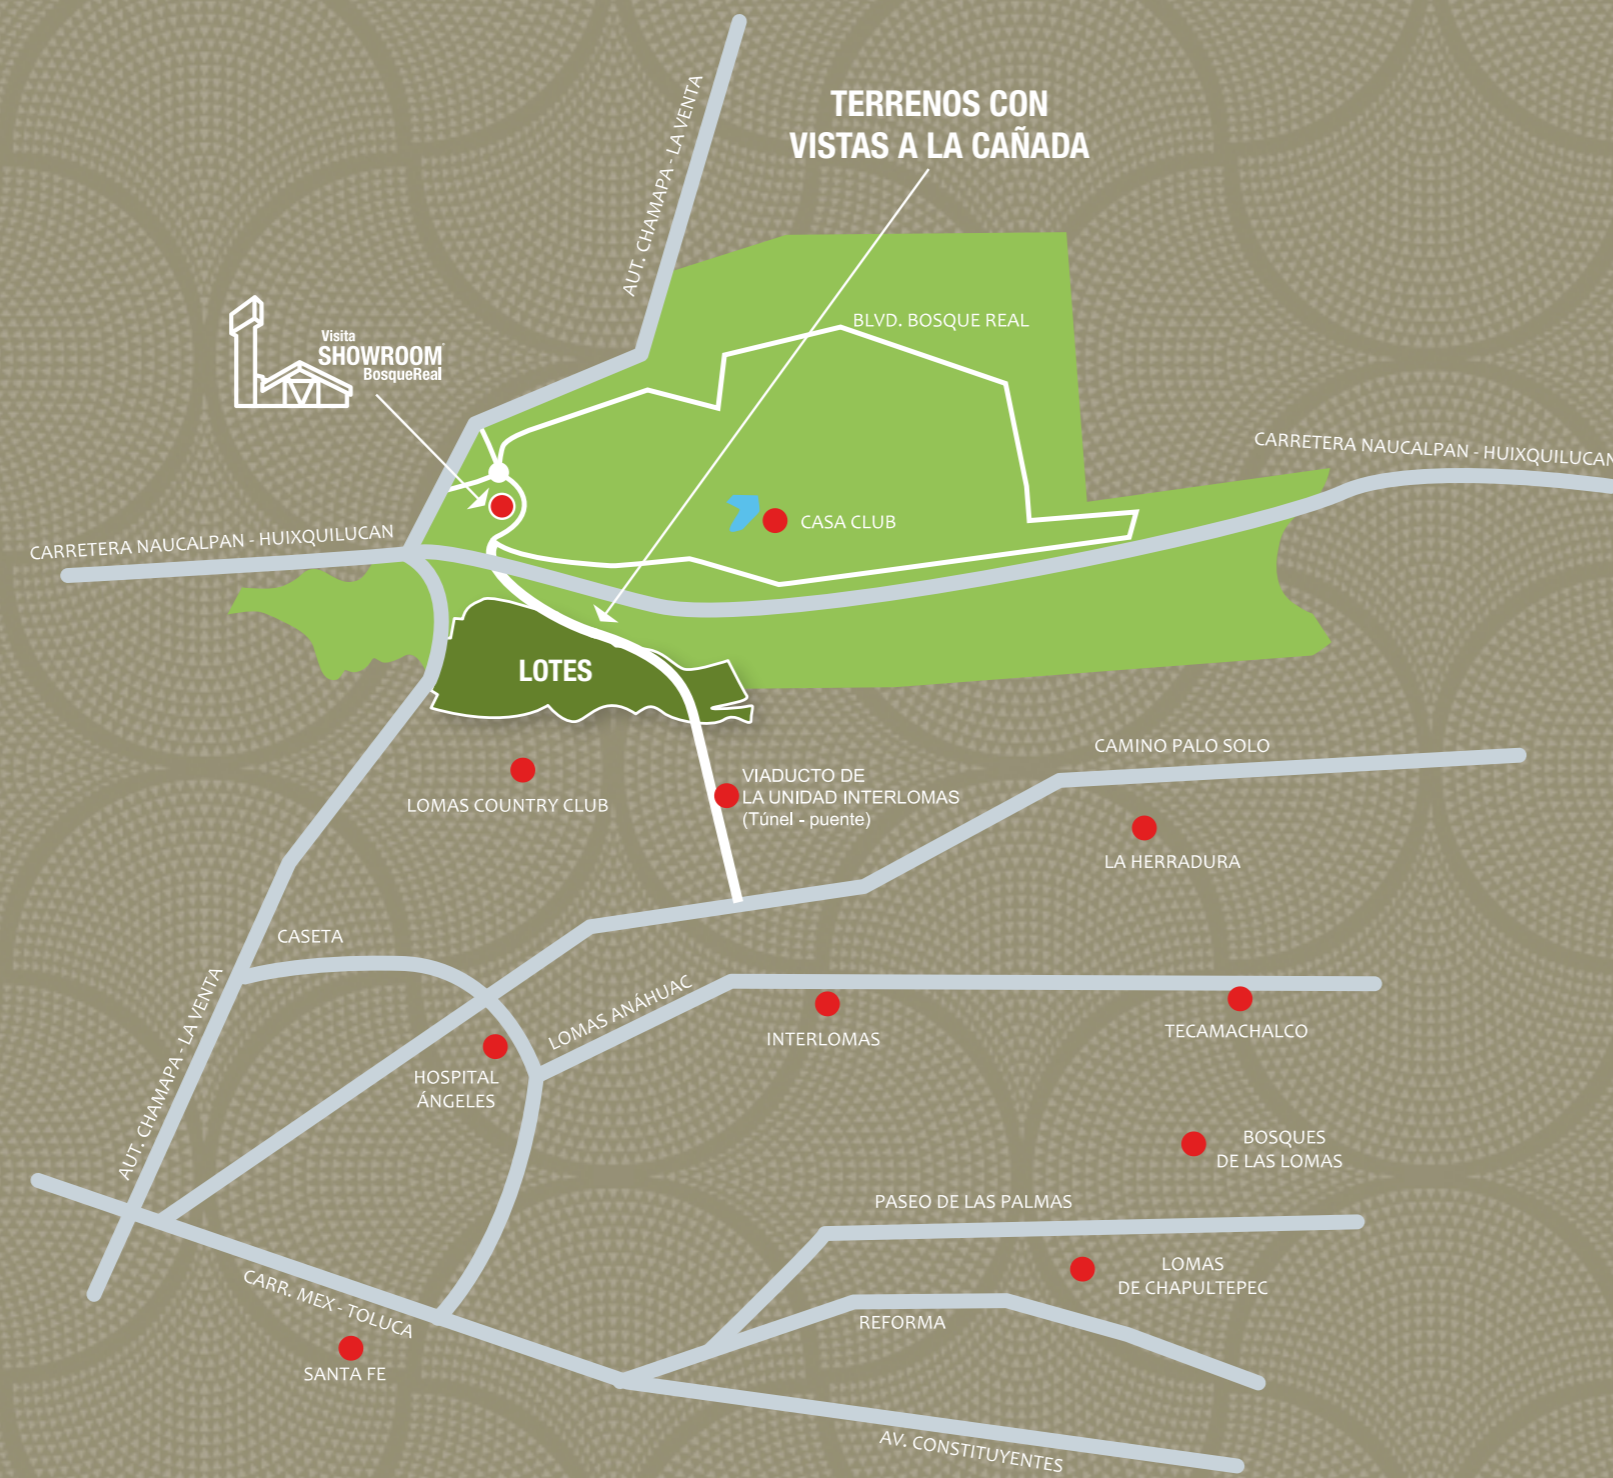 TERRENOS CON
VISTAS A LA CAÑADA
AUT. CHAMAPA - LA VENTA
BLVD. BOSQUE REAL
Visita
SHOWROOM
BosqueReal
CARRETERA NAUCALPAN - HUIXQUILUCAN
CASA CLUB
CARRETERA NAUCALPAN - HUIXQUILUCAN
LOTES
CAMINO PALO SOLO
VIADUCTO DE
LA UNIDAD INTERLOMAS
(Túnel - puente)
LOMAS COUNTRY CLUB
LA HERRADURA
CASETA
AUT. CHAMAPA - LA VENTA
LOMAS ANÁHUAC
INTERLOMAS
TECAMACHALCO
HOSPITAL
ÁNGELES
BOSQUES
DE LAS LOMAS
PASEO DE LAS PALMAS
LOMAS
DE CHAPULTEPEC
CARR. MEX - TOLUCA
REFORMA
SANTA FE
AV. CONSTITUYENTES